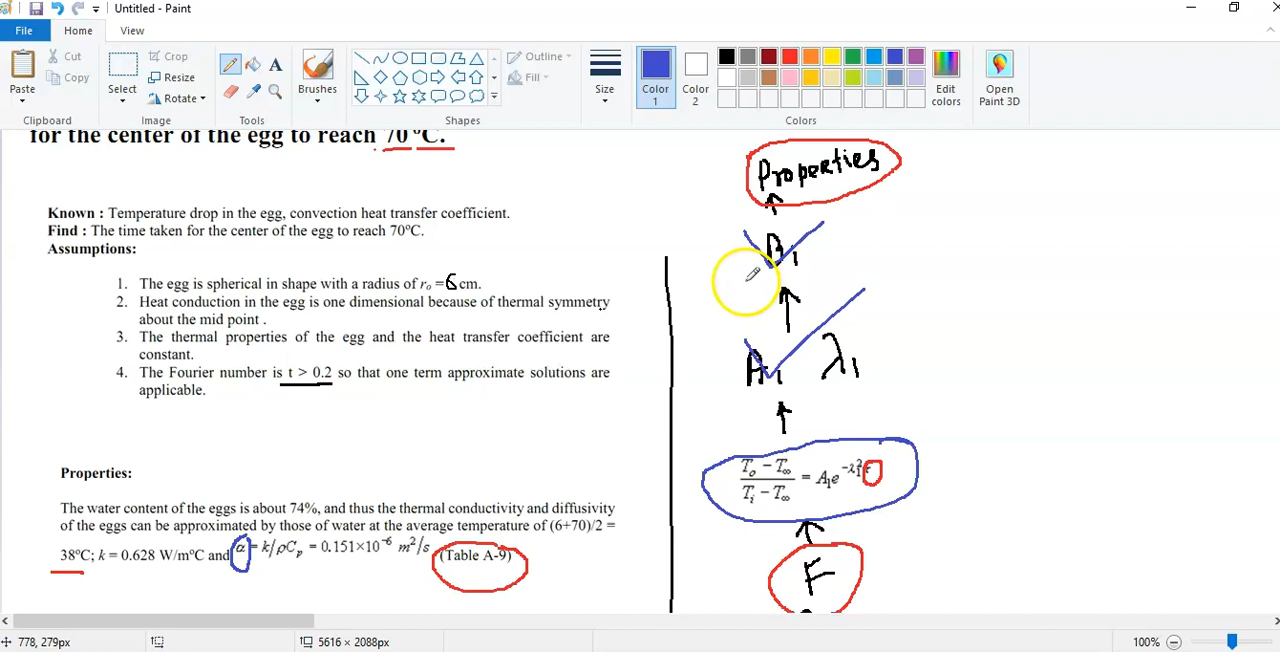 Untitled - Paint
File Home View
Paste
Cut
Copy
Clipboard
Select
Crop
Resize
Rotate
Image
A
Tools
Brushes
Shapes
Outline
Fill
Size
Color 1
Color 2
Edit colors
Colors
Open Paint 3D
for the center of the egg to reach 70 °C.
Known : Temperature drop in the egg, convection heat transfer coefficient.
Find : The time taken for the center of the egg to reach 70°C.
Assumptions:
1. The egg is spherical in shape with a radius of r₀ = 6 cm.
2. Heat conduction in the egg is one dimensional because of thermal symmetry
about the mid point .
3. The thermal properties of the egg and the heat transfer coefficient are
constant.
4. The Fourier number is t > 0.2 so that one term approximate solutions are
applicable.
Properties:
The water content of the eggs is about 74%, and thus the thermal conductivity and diffusivity
of the eggs can be approximated by those of water at the average temperature of (6+70)/2 =
38°C; k = 0.628 W/m°C and α = k/ρCₚ = 0.151×10⁻⁶ m²/s (Table A-9)
Properties
B₁
A₁ λ₁
(T₀ − T∞)/(Tᵢ − T∞) = A₁e
F
778, 279px
5616 × 2088px
100%